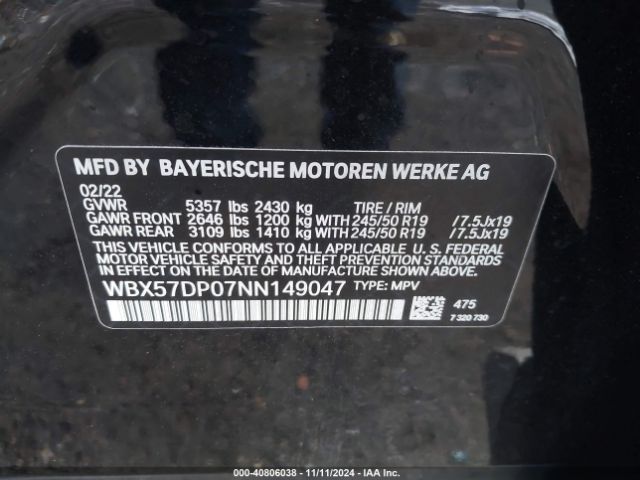 MFD BY BAYERISCHE MOTOREN WERKE AG
02/22
GVWR 5357 lbs 2430 kg TIRE / RIM
GAWR FRONT 2646 lbs 1200 kg WITH 245/50 R19 /7.5Jx19
GAWR REAR 3109 lbs 1410 kg WITH 245/50 R19 /7.5Jx19
THIS VEHICLE CONFORMS TO ALL APPLICABLE U. S. FEDERAL
MOTOR VEHICLE SAFETY AND THEFT PREVENTION STANDARDS
IN EFFECT ON THE DATE OF MANUFACTURE SHOWN ABOVE.
WBX57DP07NN149047 TYPE: MPV
475
7 320 730
000-40806038 - 11/11/2024 - IAA Inc.